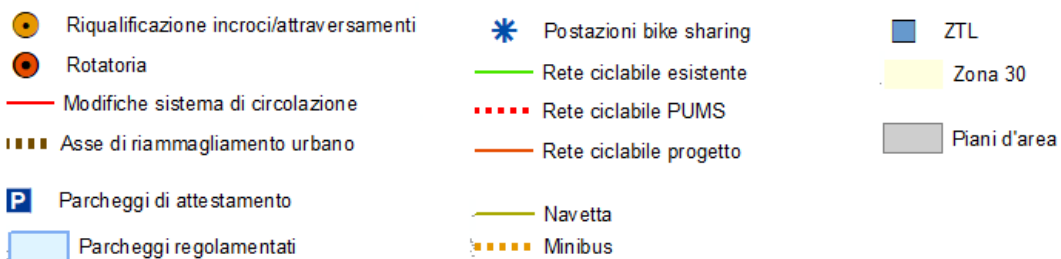 Riqualificazione incroci/attraversamenti
Rotatoria
Modifiche sistema di circolazione
Asse di riammagliamento urbano
P Parcheggi di attestamento
Parcheggi regolamentati
Postazioni bike sharing
Rete ciclabile esistente
Rete ciclabile PUMS
Rete ciclabile progetto
Navetta
Minibus
ZTL
Zona 30
Piani d'area